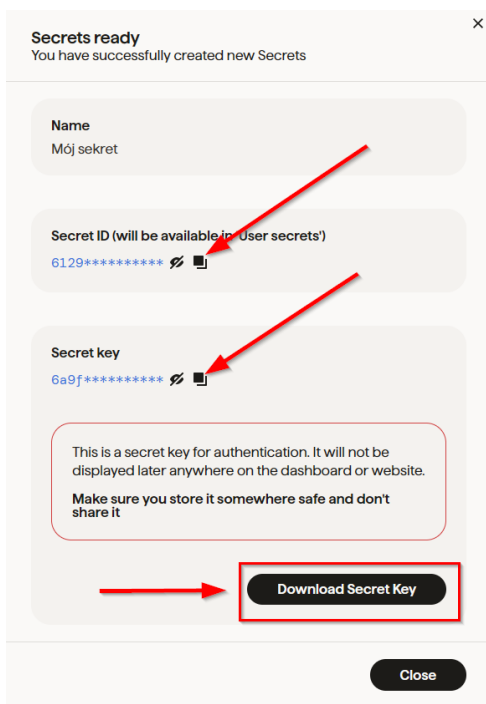 Secrets ready
You have successfully created new Secrets
Name
Mój sekret
Secret ID (will be available in 'User secrets')
6129**********
Secret key
6a9f**********
This is a secret key for authentication. It will not be
displayed later anywhere on the dashboard or website.
Make sure you store it somewhere safe and don't
share it
Download Secret Key
Close